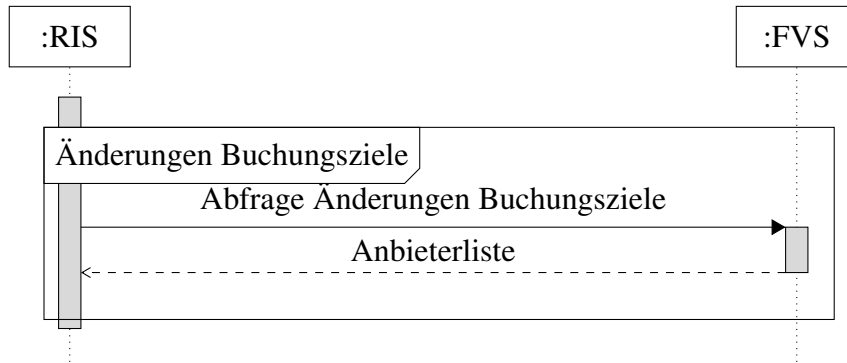 :RIS
:FVS
Änderungen Buchungsziele
Abfrage Änderungen Buchungsziele
Anbieterliste